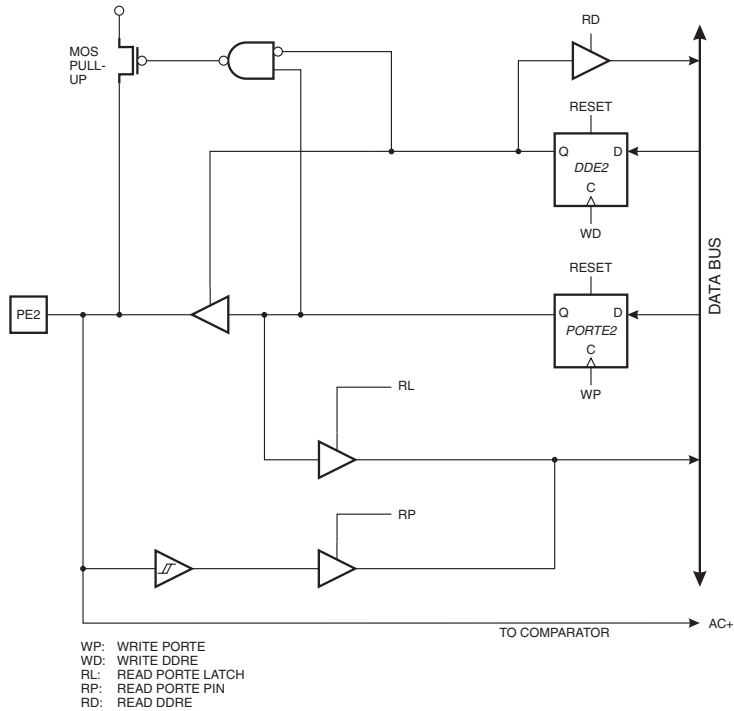 RD
MOS
PULL-
UP
RESET
Q
D
DDE2
C
WD
DATA BUS
RESET
PE2
Q
D
PORTE2
C
WP
RL
RP
TO COMPARATOR
AC+
WP: WRITE PORTE
WD: WRITE DDRE
RL: READ PORTE LATCH
RP: READ PORTE PIN
RD: READ DDRE